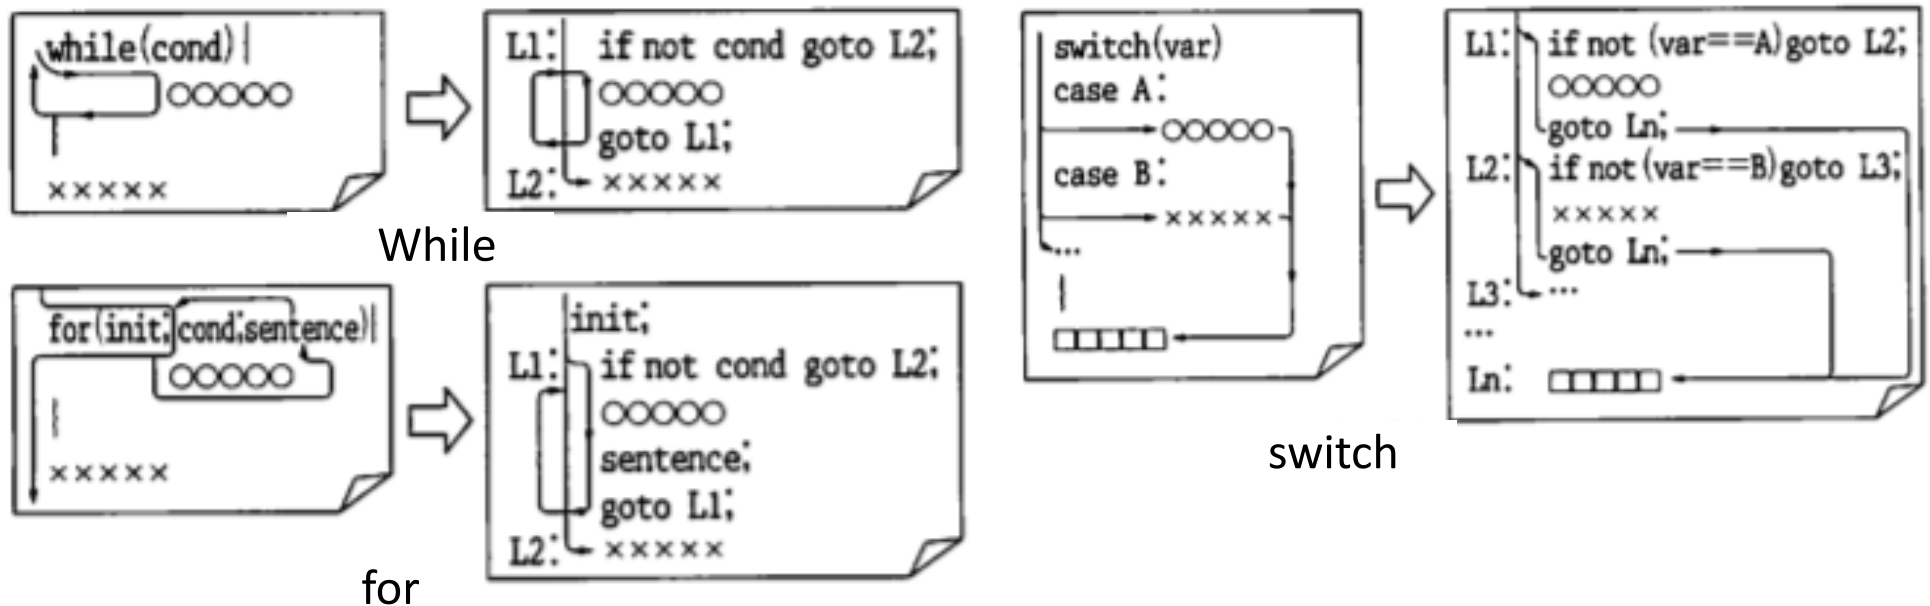 while(cond){
○○○○○
}
×××××
L1: if not cond goto L2;
○○○○○
goto L1;
L2: ×××××
While
for(init;cond;sentence){
○○○○○
}
×××××
init;
L1: if not cond goto L2;
○○○○○
sentence;
goto L1;
L2: ×××××
for
switch(var)
case A:
○○○○○
case B:
×××××
...
}
□□□□□
L1: if not (var==A)goto L2;
○○○○○
goto Ln;
L2: if not(var==B)goto L3;
×××××
goto Ln;
L3: ...
...
Ln: □□□□□
switch